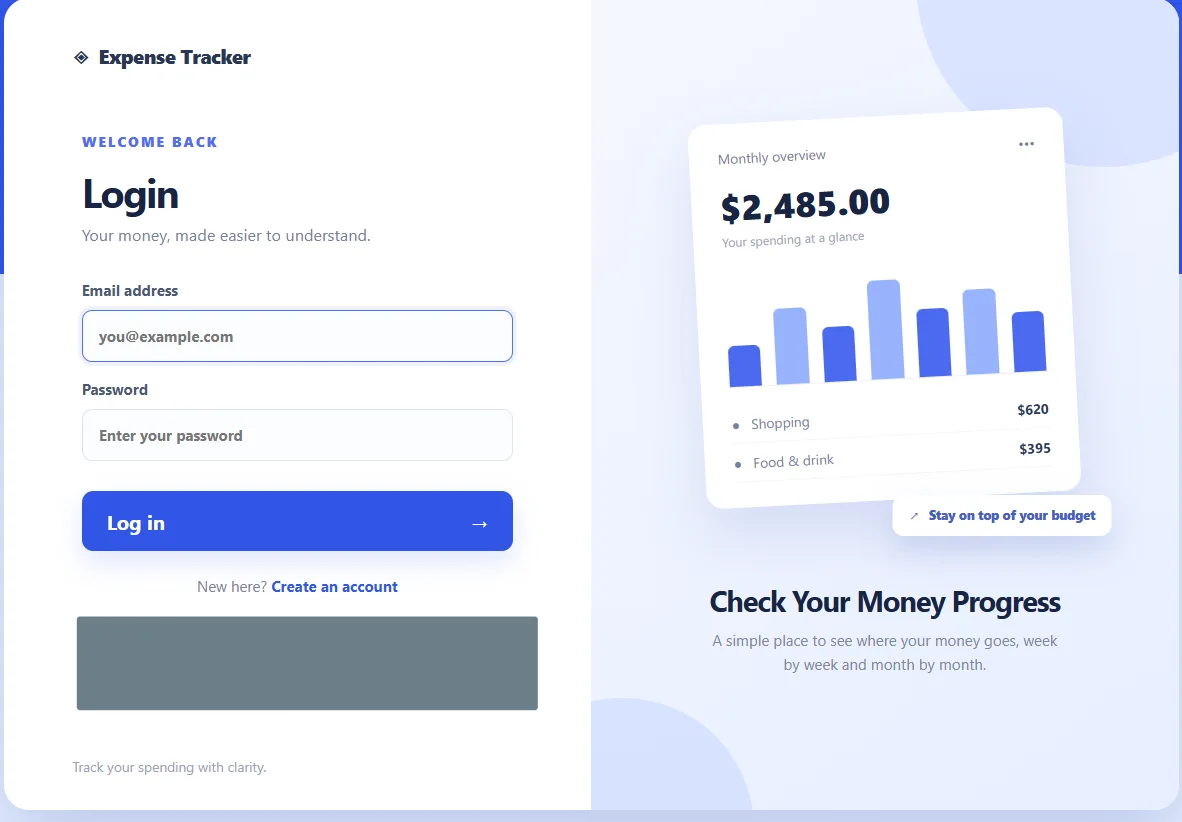 Expense Tracker
WELCOME BACK
Login
Your money, made easier to understand.
Email address
you@example.com
Password
Enter your password
Log in →
New here? Create an account
Track your spending with clarity.
Monthly overview
$2,485.00
Your spending at a glance
Shopping $620
Food & drink $395
↗ Stay on top of your budget
Check Your Money Progress
A simple place to see where your money goes, week
by week and month by month.